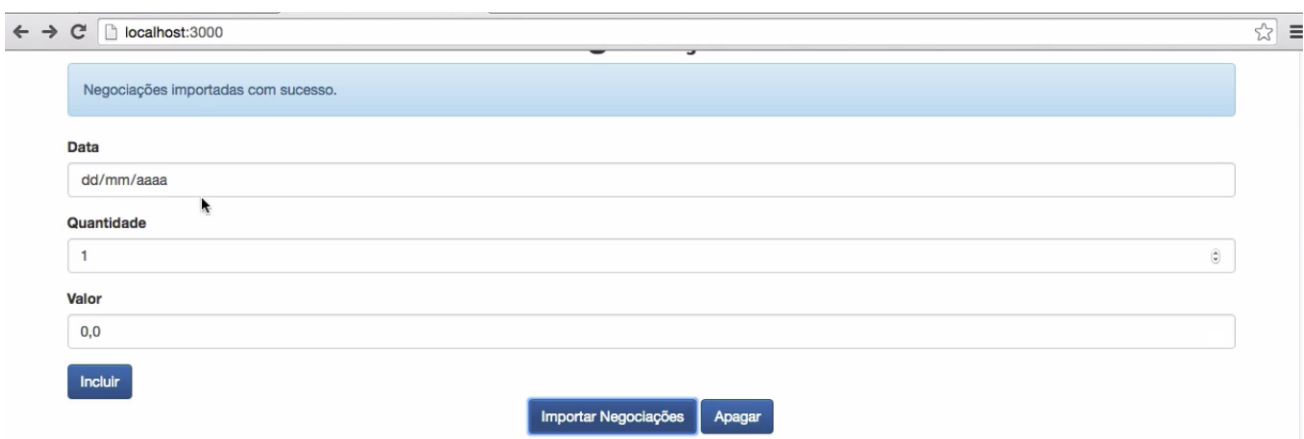 localhost:3000
Negociações importadas com sucesso.
Data
dd/mm/aaaa
Quantidade
1
Valor
0,0
Incluir
Importar Negociações Apagar